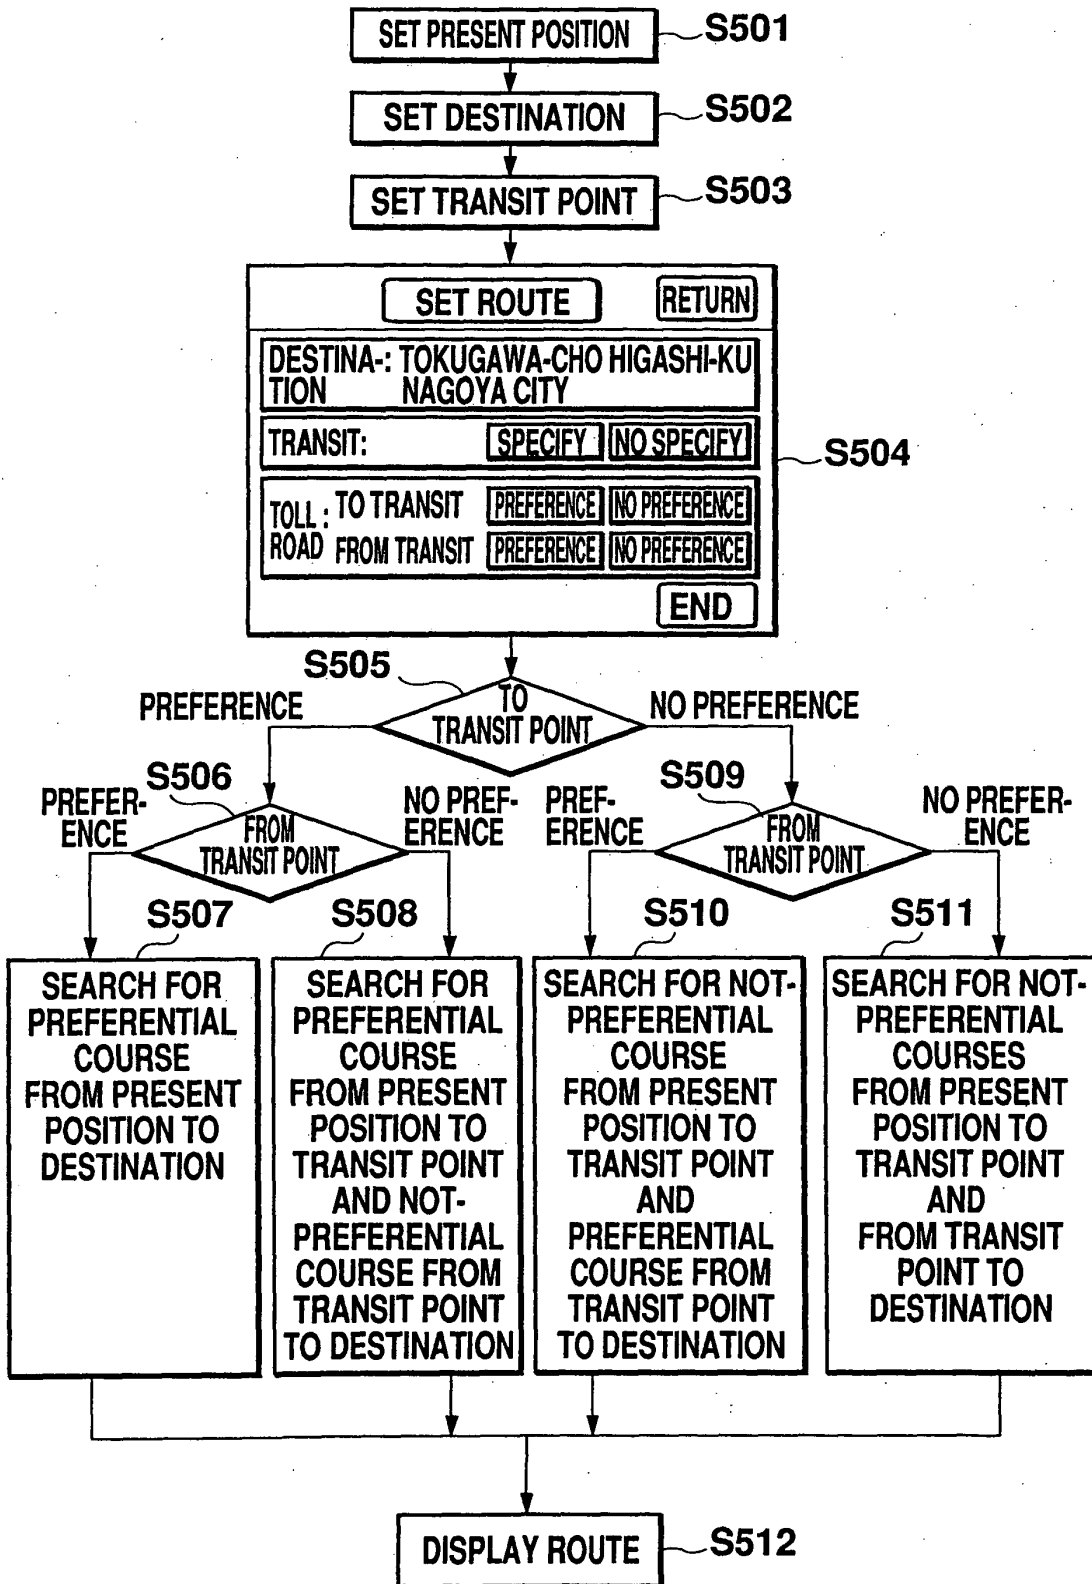 SET PRESENT POSITION
S501
SET DESTINATION
S502
SET TRANSIT POINT
S503
SET ROUTE
RETURN
DESTINA-: TOKUGAWA-CHO HIGASHI-KU
TION NAGOYA CITY
TRANSIT: SPECIFY NO SPECIFY
S504
TOLL : TO TRANSIT PREFERENCE NO PREFERENCE
ROAD FROM TRANSIT PREFERENCE NO PREFERENCE
END
S505
TO
TRANSIT POINT
PREFERENCE
NO PREFERENCE
S506
FROM
TRANSIT POINT
PREFER-
ENCE
NO PREF-
ERENCE
S509
FROM
TRANSIT POINT
PREF-
ERENCE
NO PREFER-
ENCE
S507
SEARCH FOR
PREFERENTIAL
COURSE
FROM PRESENT
POSITION TO
DESTINATION
S508
SEARCH FOR
PREFERENTIAL
COURSE
FROM PRESENT
POSITION TO
TRANSIT POINT
AND NOT-
PREFERENTIAL
COURSE FROM
TRANSIT POINT
TO DESTINATION
S510
SEARCH FOR NOT-
PREFERENTIAL
COURSE
FROM PRESENT
POSITION TO
TRANSIT POINT
AND
PREFERENTIAL
COURSE FROM
TRANSIT POINT
TO DESTINATION
S511
SEARCH FOR NOT-
PREFERENTIAL
COURSES
FROM PRESENT
POSITION TO
TRANSIT POINT
AND
FROM TRANSIT
POINT TO
DESTINATION
DISPLAY ROUTE
S512